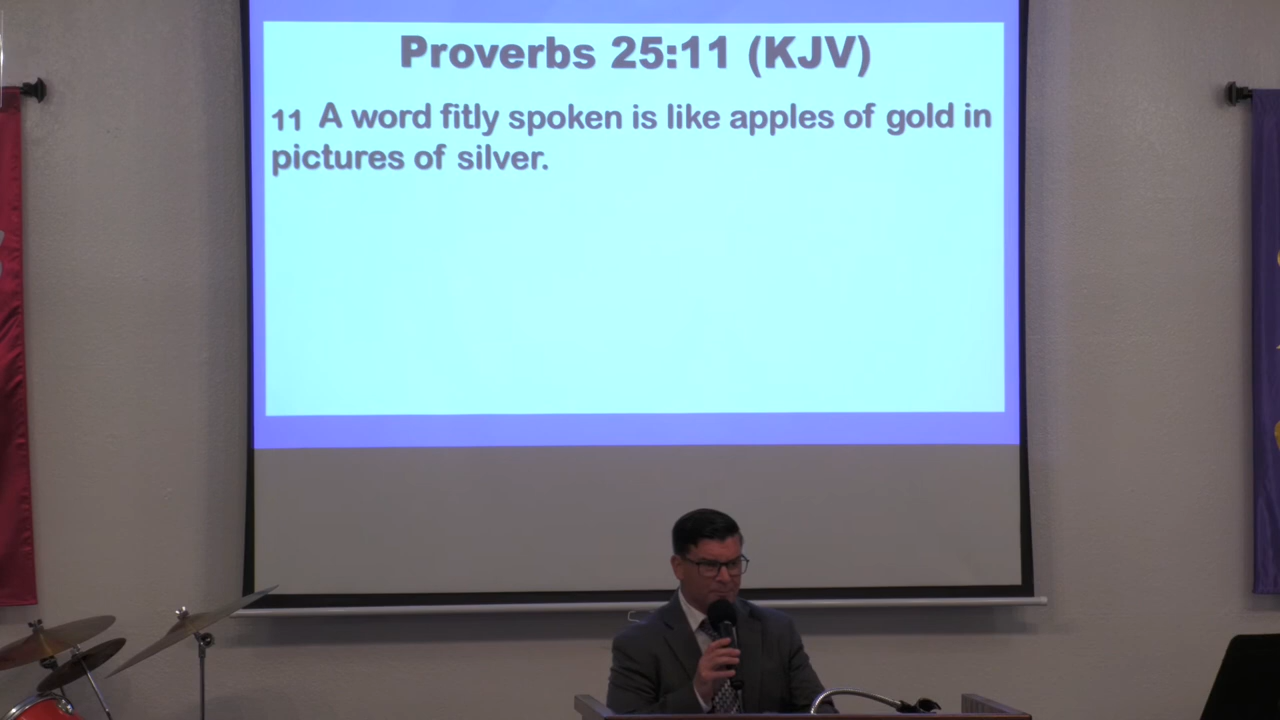 Proverbs 25:11 (KJV)
11 A word fitly spoken is like apples of gold in
pictures of silver.